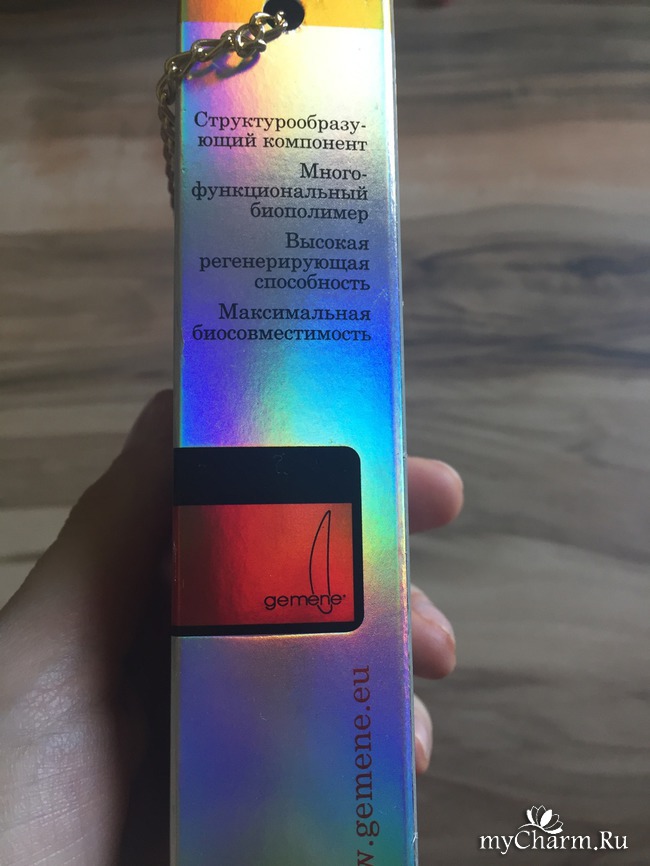 Структурообразу-
ющий компонент
Много-
функциональный
биополимер
Высокая
регенерирующая
способность
Максимальная
биосовместимость
gemene
w.gemene.eu
myCharm.Ru